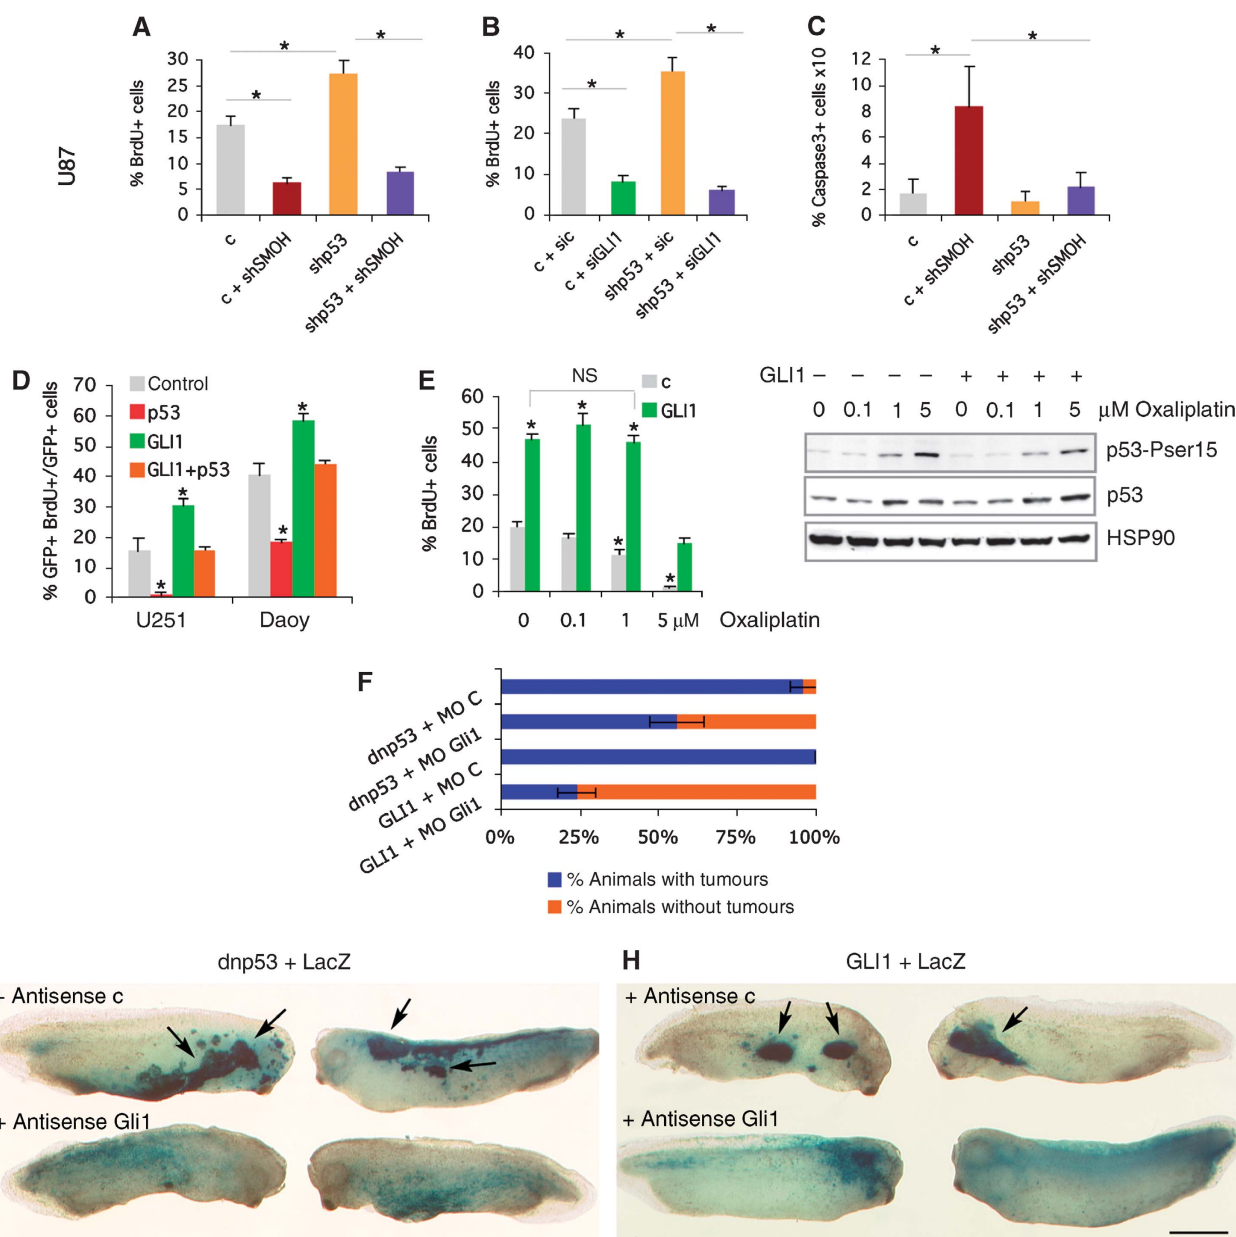 A
B
C
U87
% BrdU+ cells
30
25
20
15
10
5
0
*
*
*
c
c + shSMOH
shp53
shp53 + shSMOH
% BrdU+ cells
40
30
20
10
0
*
*
*
c + sic
c + siGLI1
shp53 + sic
shp53 + siGLI1
% Caspase3+ cells x10
12
10
8
6
4
2
0
*
*
c
c + shSMOH
shp53
shp53 + shSMOH
D
% GFP+ BrdU+/GFP+ cells
70
60
50
40
30
20
10
0
Control
p53
GLI1
GLI1+p53
*
*
*
*
U251
Daoy
E
% BrdU+ cells
60
50
40
30
20
10
0
NS
c
GLI1
*
*
*
*
*
0 0.1 1 5 μM Oxaliplatin
GLI1 − − − − + + + +
0 0.1 1 5 0 0.1 1 5 μM Oxaliplatin
p53-Pser15
p53
HSP90
F
dnp53 + MO C
dnp53 + MO Gli1
GLI1 + MO C
GLI1 + MO Gli1
0% 25% 50% 75% 100%
% Animals with tumours
% Animals without tumours
dnp53 + LacZ
+ Antisense c
+ Antisense Gli1
H
GLI1 + LacZ
+ Antisense c
+ Antisense Gli1